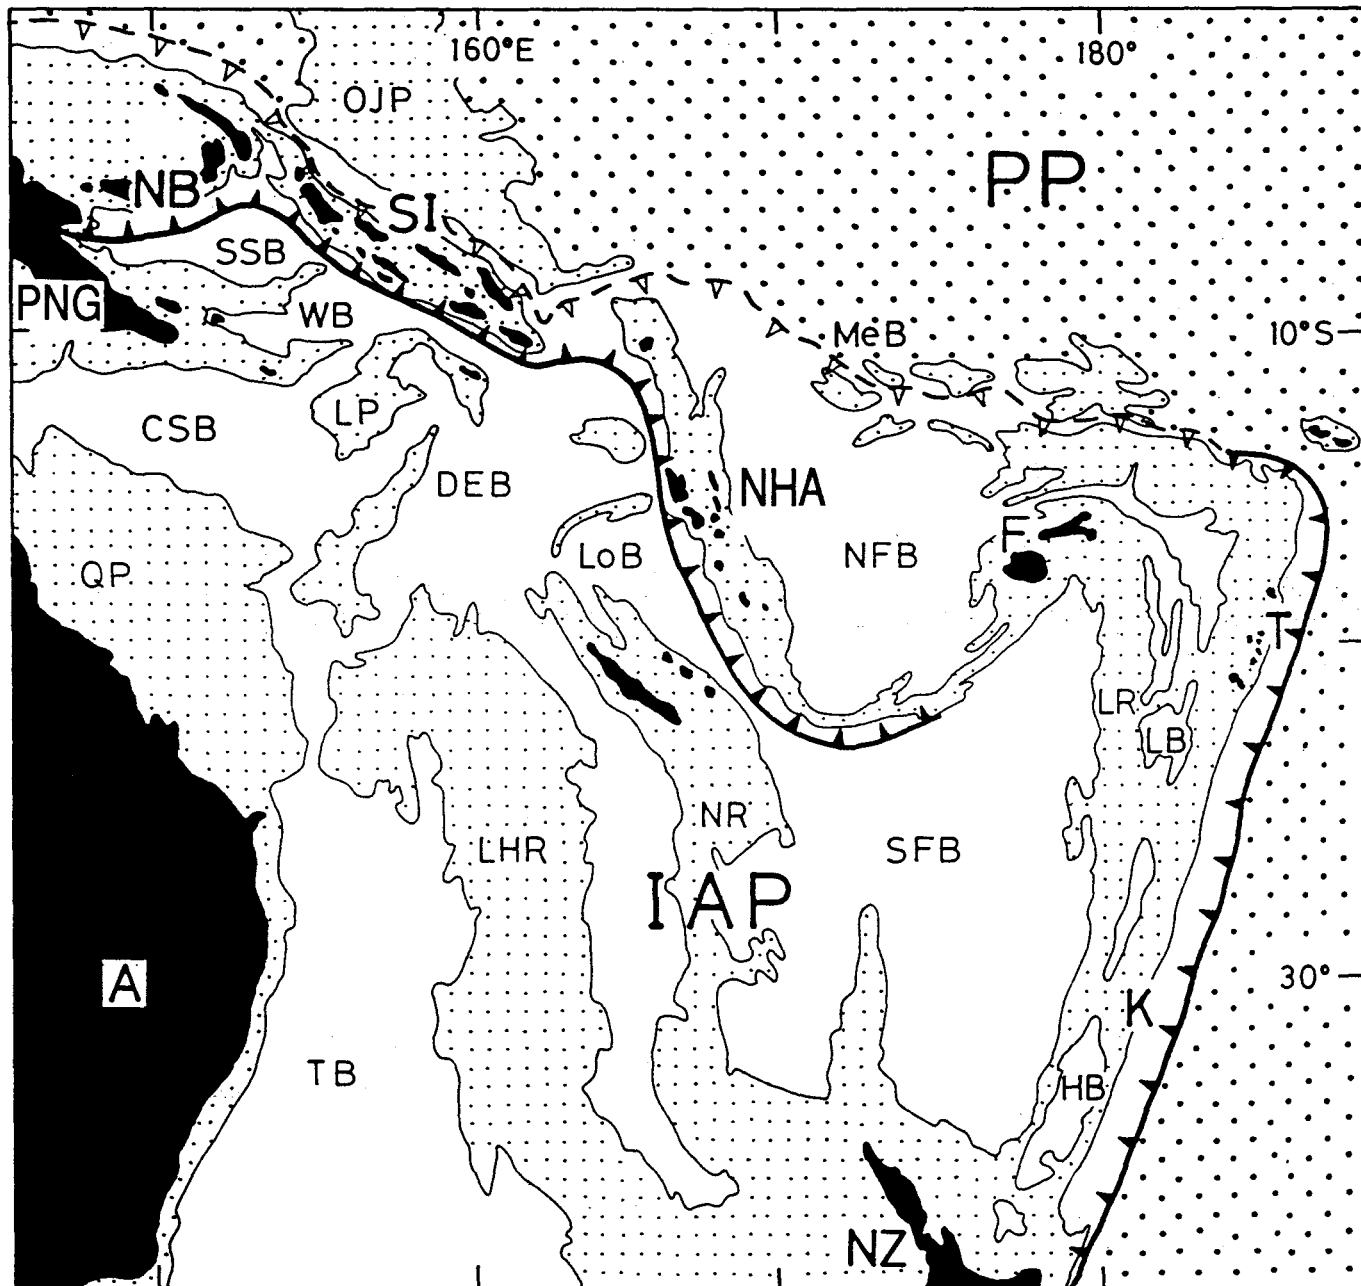 160°E
180°
OJP
PP
NB
SI
SSB
PNG
WB
MeB
10°S
LP
CSB
DEB
NHA
F
NFB
LoB
QP
T
LR
LB
NR
LHR
SFB
IAP
A
30°
K
TB
HB
NZ